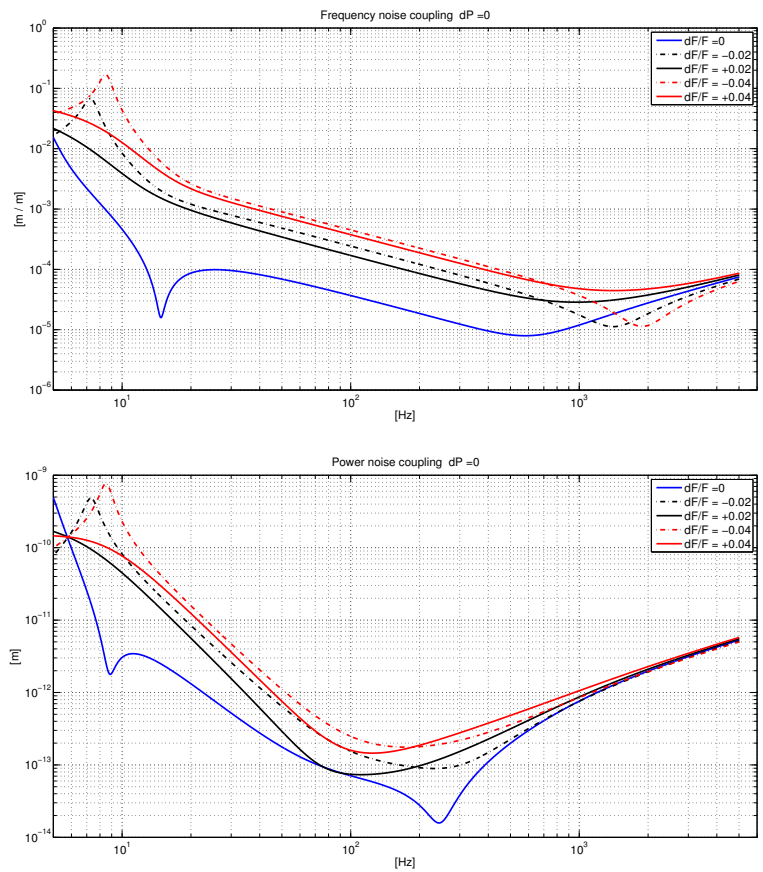 Frequency noise coupling dP =0
10^0
10^−1
10^−2
10^−3
10^−4
10^−5
10^−6
[m / m]
dF/F =0
dF/F = −0.02
dF/F = +0.02
dF/F = −0.04
dF/F = +0.04
10^1
10^2
10^3
[Hz]
Power noise coupling dP =0
10^−9
10^−10
10^−11
10^−12
10^−13
10^−14
[m]
dF/F =0
dF/F = −0.02
dF/F = +0.02
dF/F = −0.04
dF/F = +0.04
10^1
10^2
10^3
[Hz]